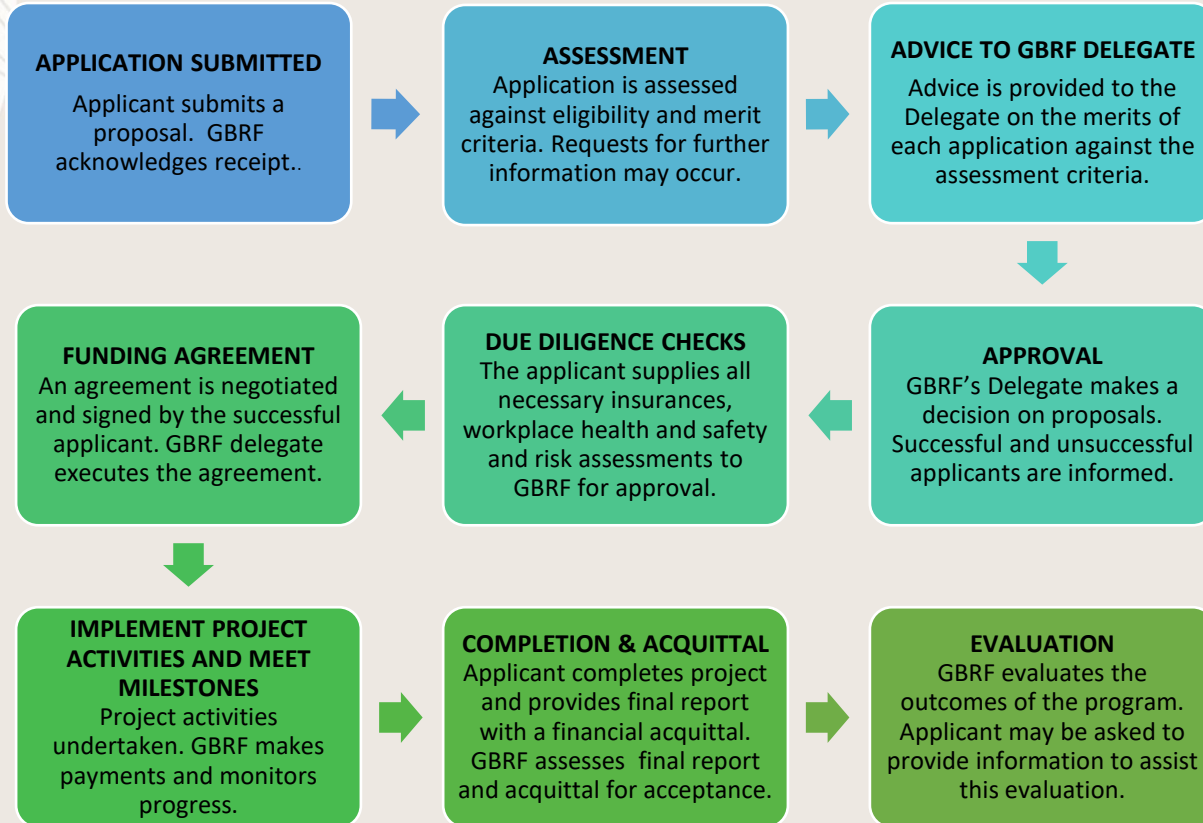 APPLICATION SUBMITTED
Applicant submits a
proposal.  GBRF
acknowledges receipt..
ASSESSMENT
Application is assessed
against eligibility and merit
criteria. Requests for further
information may occur.
ADVICE TO GBRF DELEGATE
Advice is provided to the
Delegate on the merits of
each application against the
assessment criteria.
APPROVAL
GBRF’s Delegate makes a
decision on proposals.
Successful and unsuccessful
applicants are informed.
DUE DILIGENCE CHECKS
The applicant supplies all
necessary insurances,
workplace health and safety
and risk assessments to
GBRF for approval.
FUNDING AGREEMENT
An agreement is negotiated
and signed by the successful
applicant. GBRF delegate
executes the agreement.
IMPLEMENT PROJECT
ACTIVITIES AND MEET
MILESTONES
Project activities
undertaken. GBRF makes
payments and monitors
progress.
COMPLETION & ACQUITTAL
Applicant completes project
and provides final report
with a financial acquittal.
GBRF assesses  final report
and acquittal for acceptance.
EVALUATION
GBRF evaluates the
outcomes of the program.
Applicant may be asked to
provide information to assist
this evaluation.